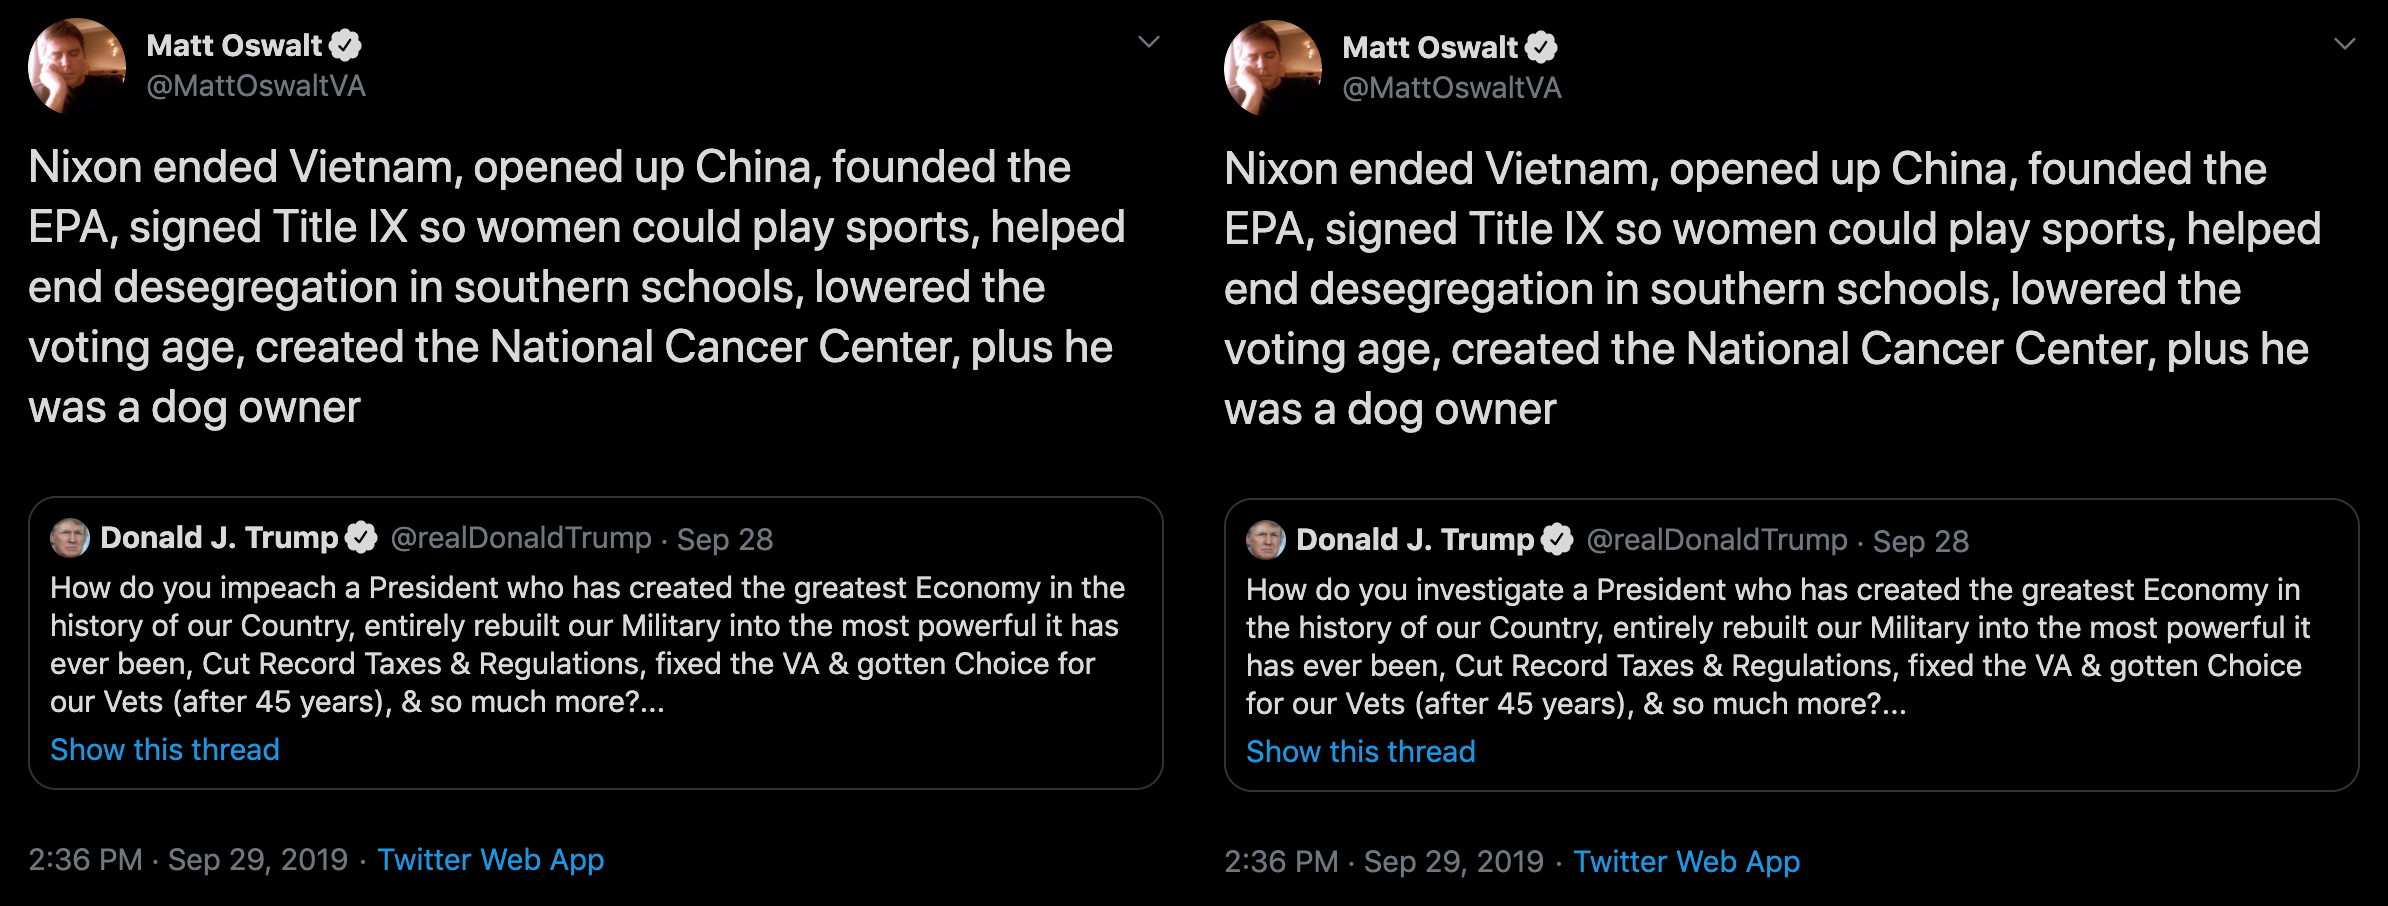 Matt Oswalt
@MattOswaltVA
Nixon ended Vietnam, opened up China, founded the
EPA, signed Title IX so women could play sports, helped
end desegregation in southern schools, lowered the
voting age, created the National Cancer Center, plus he
was a dog owner
Donald J. Trump @realDonaldTrump · Sep 28
How do you impeach a President who has created the greatest Economy in the
history of our Country, entirely rebuilt our Military into the most powerful it has
ever been, Cut Record Taxes & Regulations, fixed the VA & gotten Choice for
our Vets (after 45 years), & so much more?...
Show this thread
2:36 PM · Sep 29, 2019 · Twitter Web App
Matt Oswalt
@MattOswaltVA
Nixon ended Vietnam, opened up China, founded the
EPA, signed Title IX so women could play sports, helped
end desegregation in southern schools, lowered the
voting age, created the National Cancer Center, plus he
was a dog owner
Donald J. Trump @realDonaldTrump · Sep 28
How do you investigate a President who has created the greatest Economy in
the history of our Country, entirely rebuilt our Military into the most powerful it
has ever been, Cut Record Taxes & Regulations, fixed the VA & gotten Choice
for our Vets (after 45 years), & so much more?...
Show this thread
2:36 PM · Sep 29, 2019 · Twitter Web App